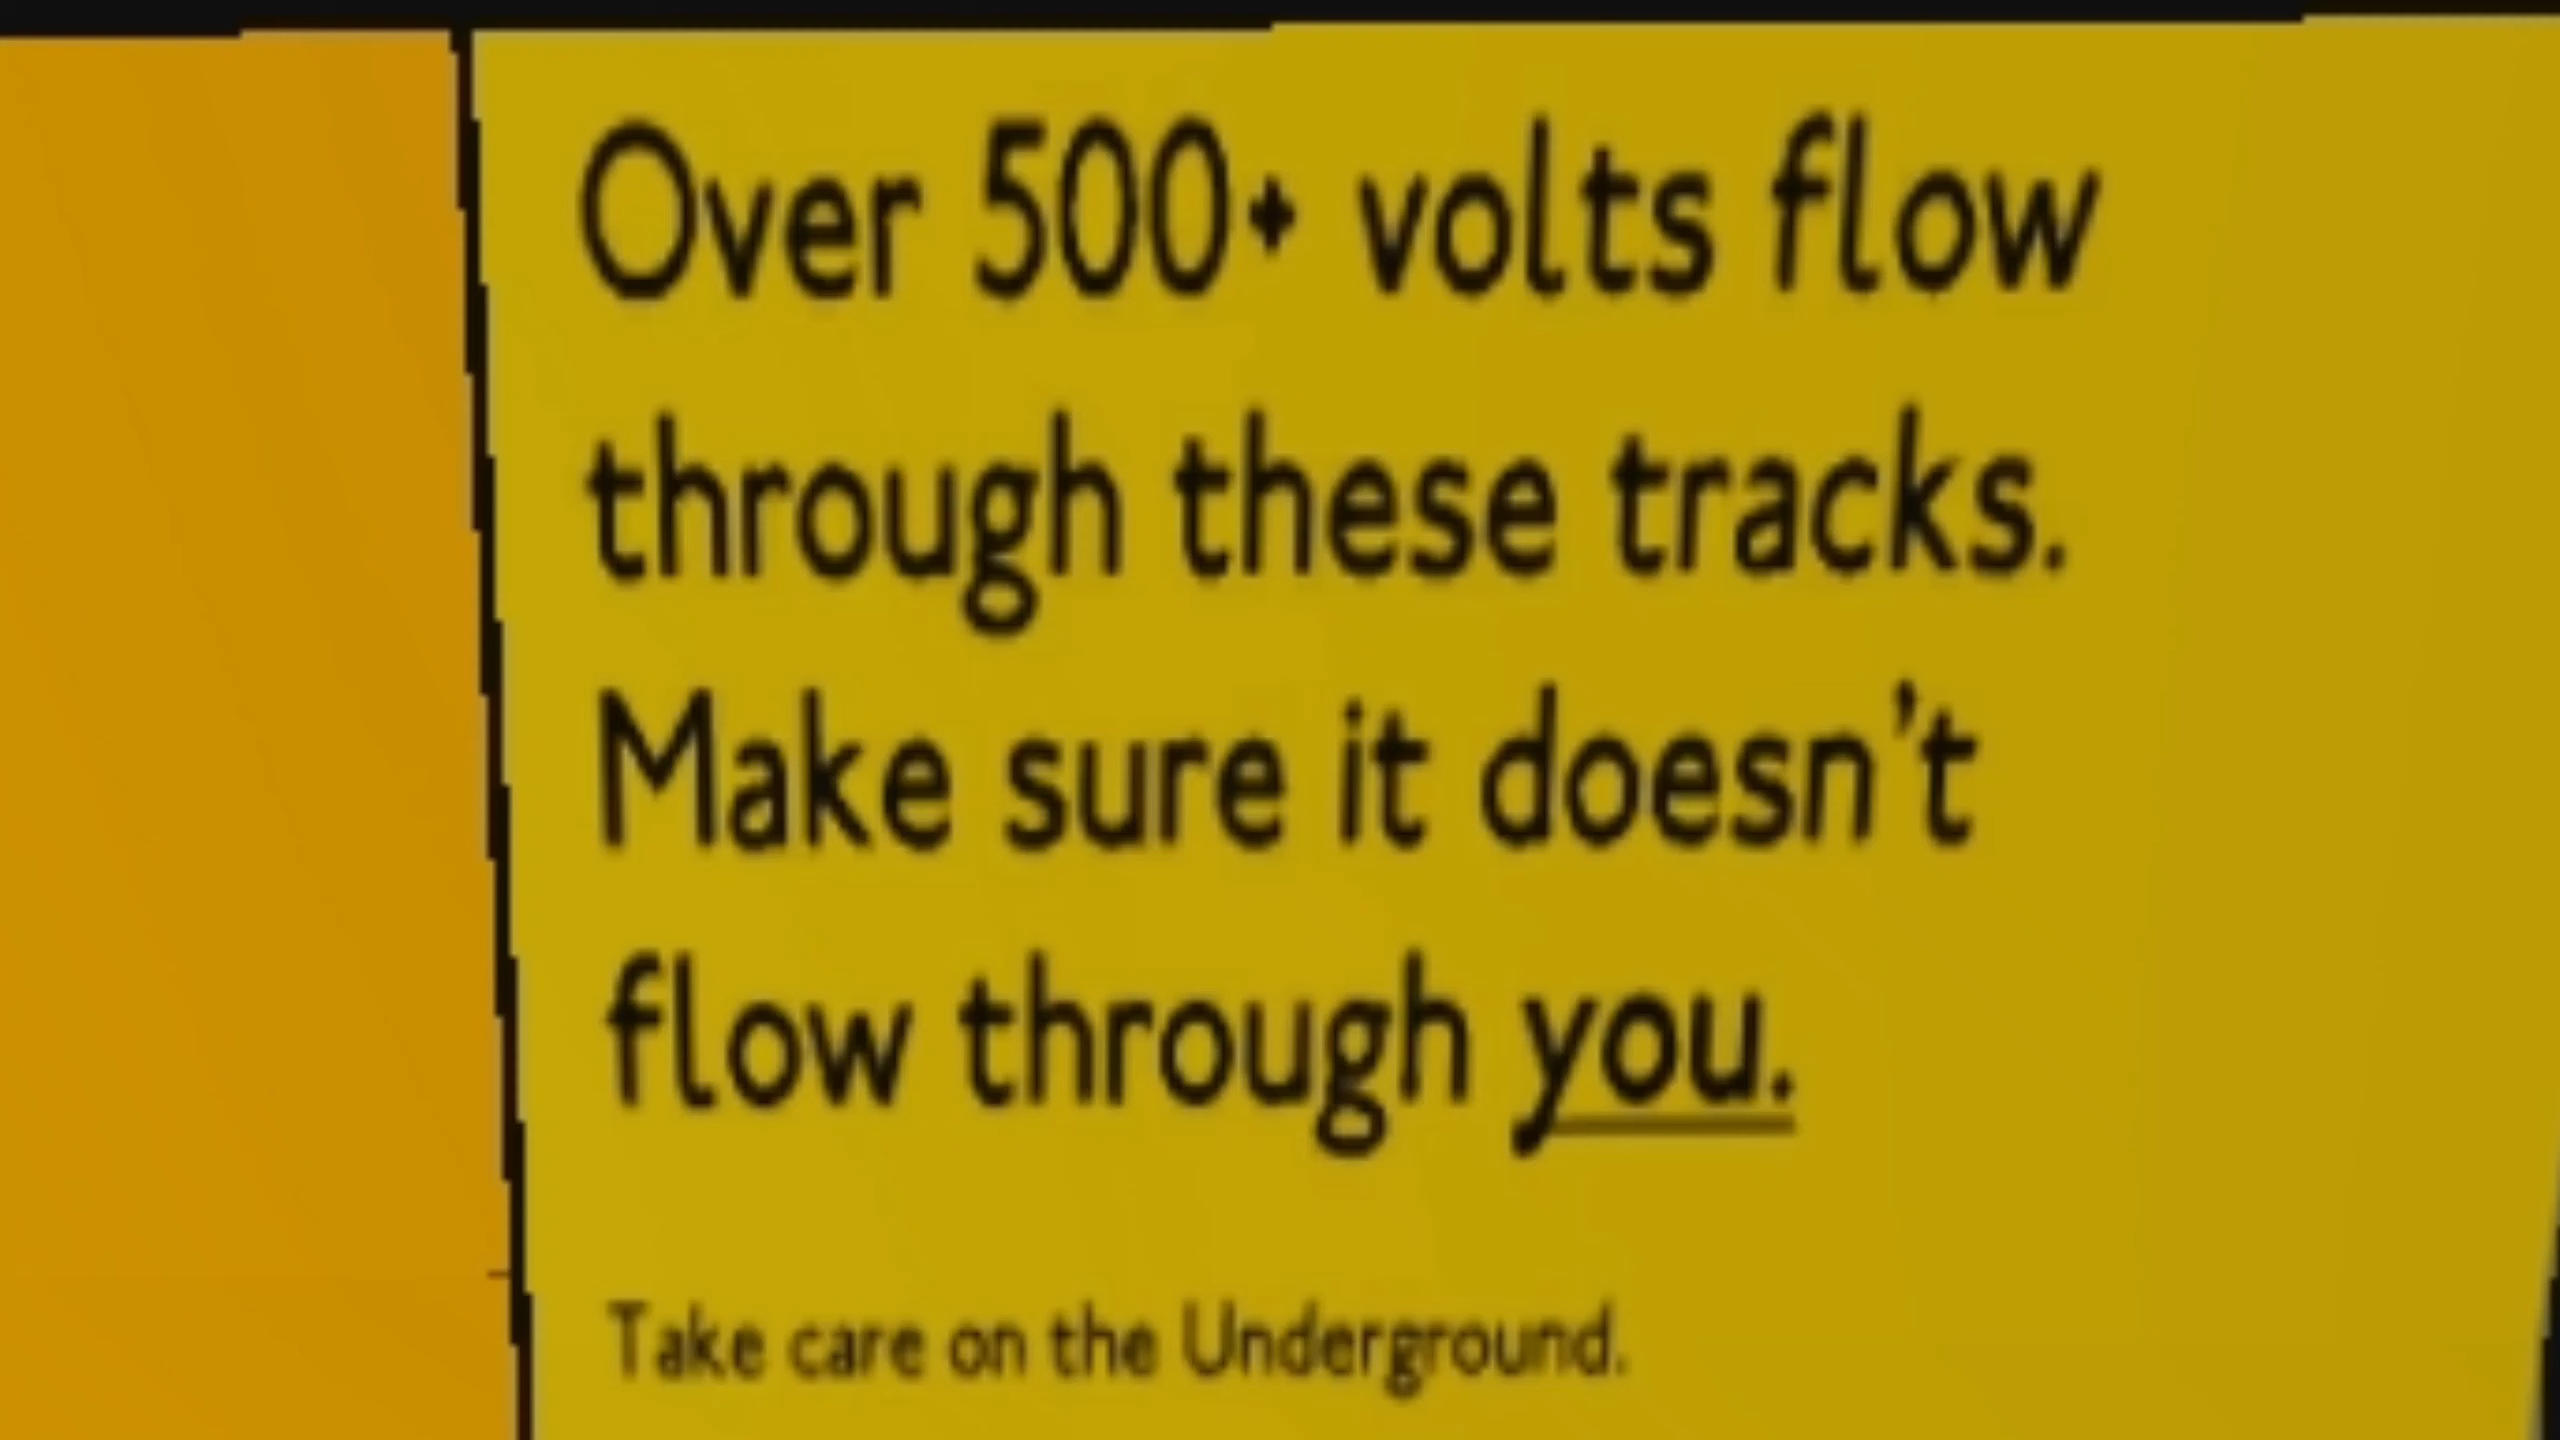 Over 500+ volts flow
through these tracks.
Make sure it doesn't
flow through you.
Take care on the Underground.